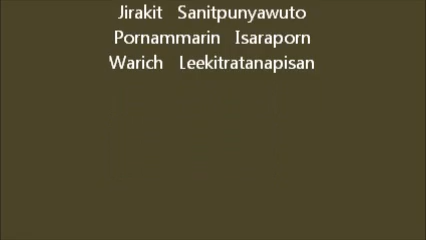 Jirakit Sanitpunyawuto
Pornammarin Isaraporn
Warich Leekitratanapisan